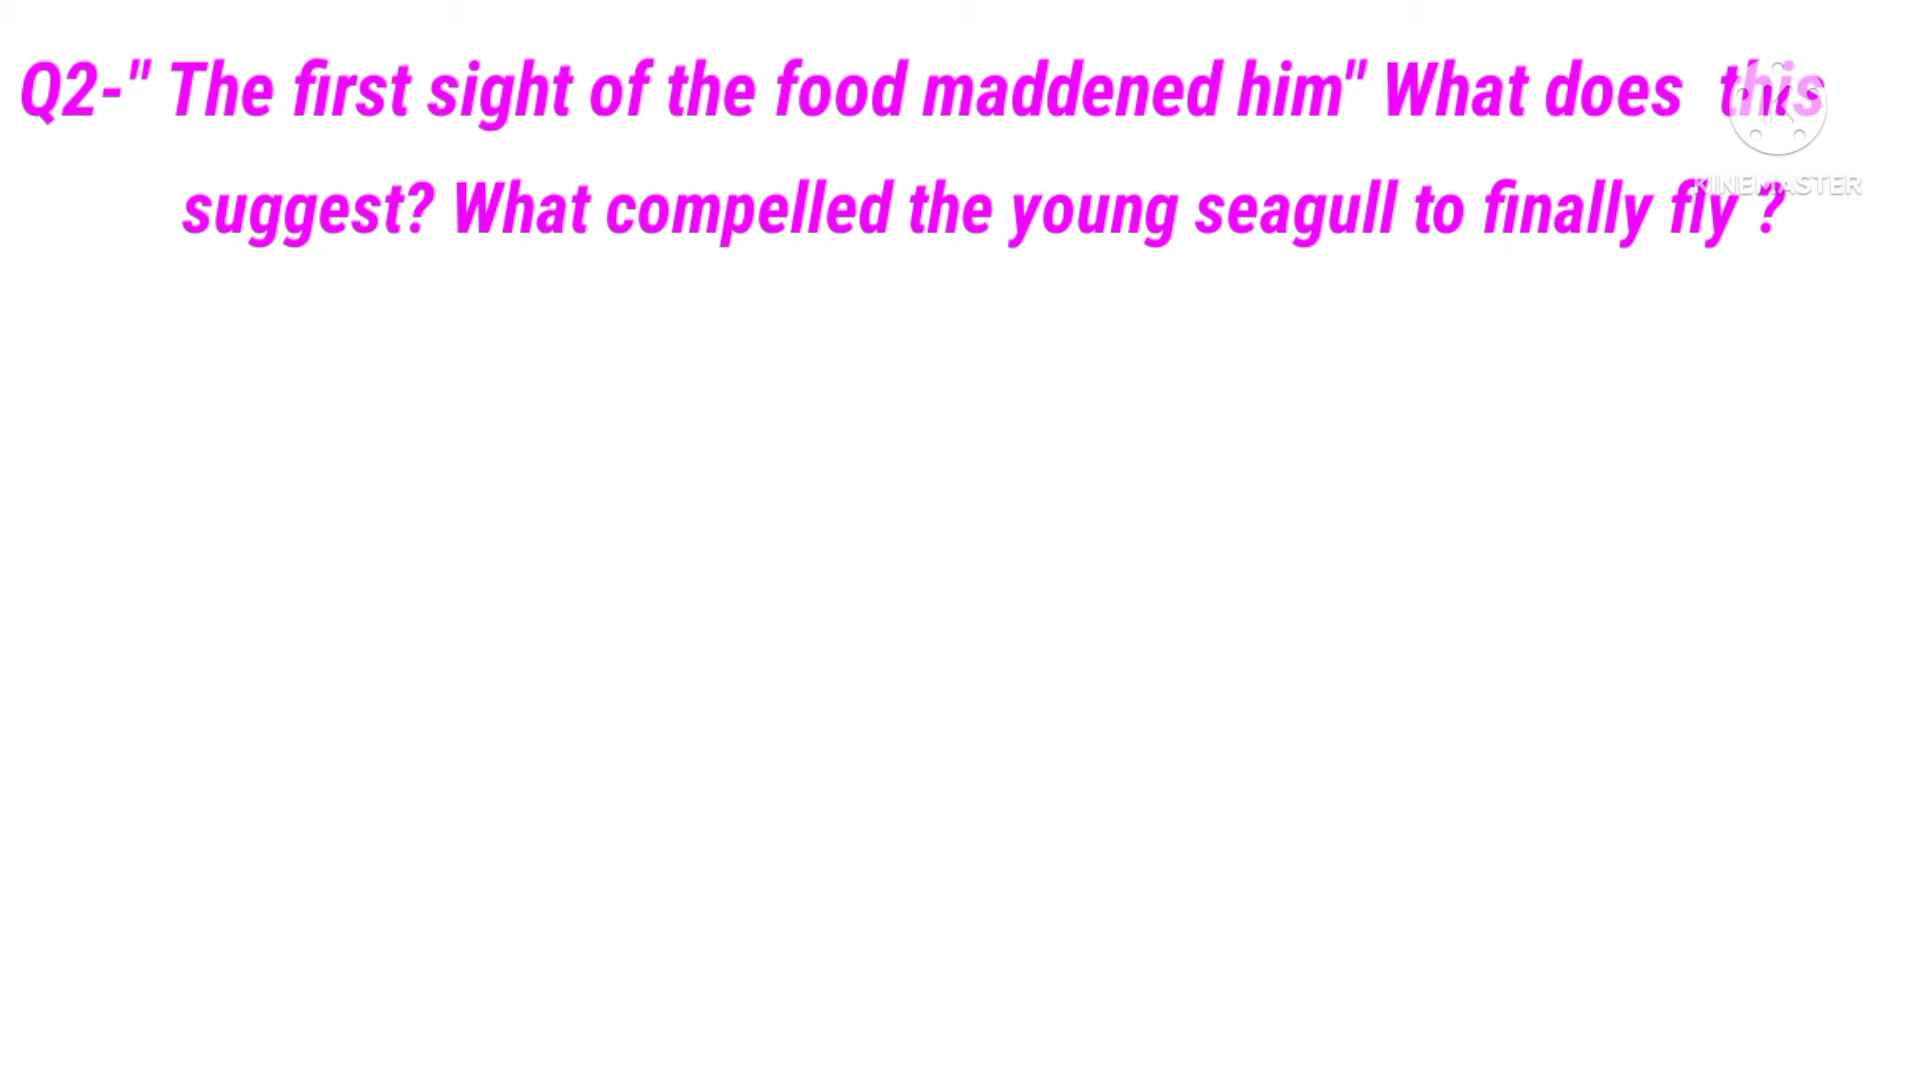 Q2-" The first sight of the food maddened him" What does this
suggest? What compelled the young seagull to finally fly ?
KINEMASTER